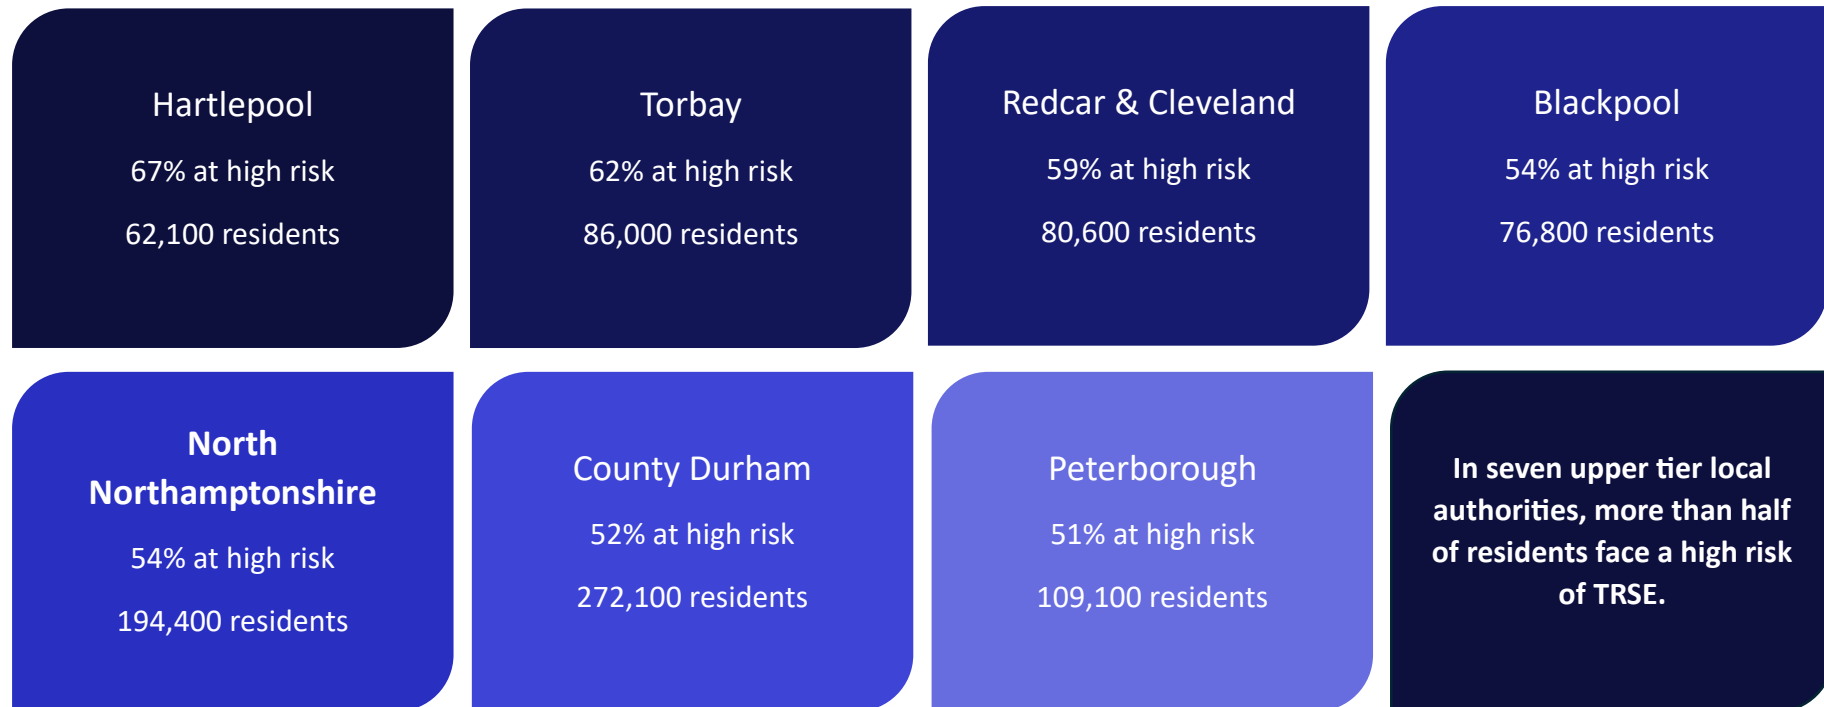 Hartlepool
67% at high risk
62,100 residents
Torbay
62% at high risk
86,000 residents
Redcar & Cleveland
59% at high risk
80,600 residents
Blackpool
54% at high risk
76,800 residents
North
Northamptonshire
54% at high risk
194,400 residents
County Durham
52% at high risk
272,100 residents
Peterborough
51% at high risk
109,100 residents
In seven upper tier local
authorities, more than half
of residents face a high risk
of TRSE.